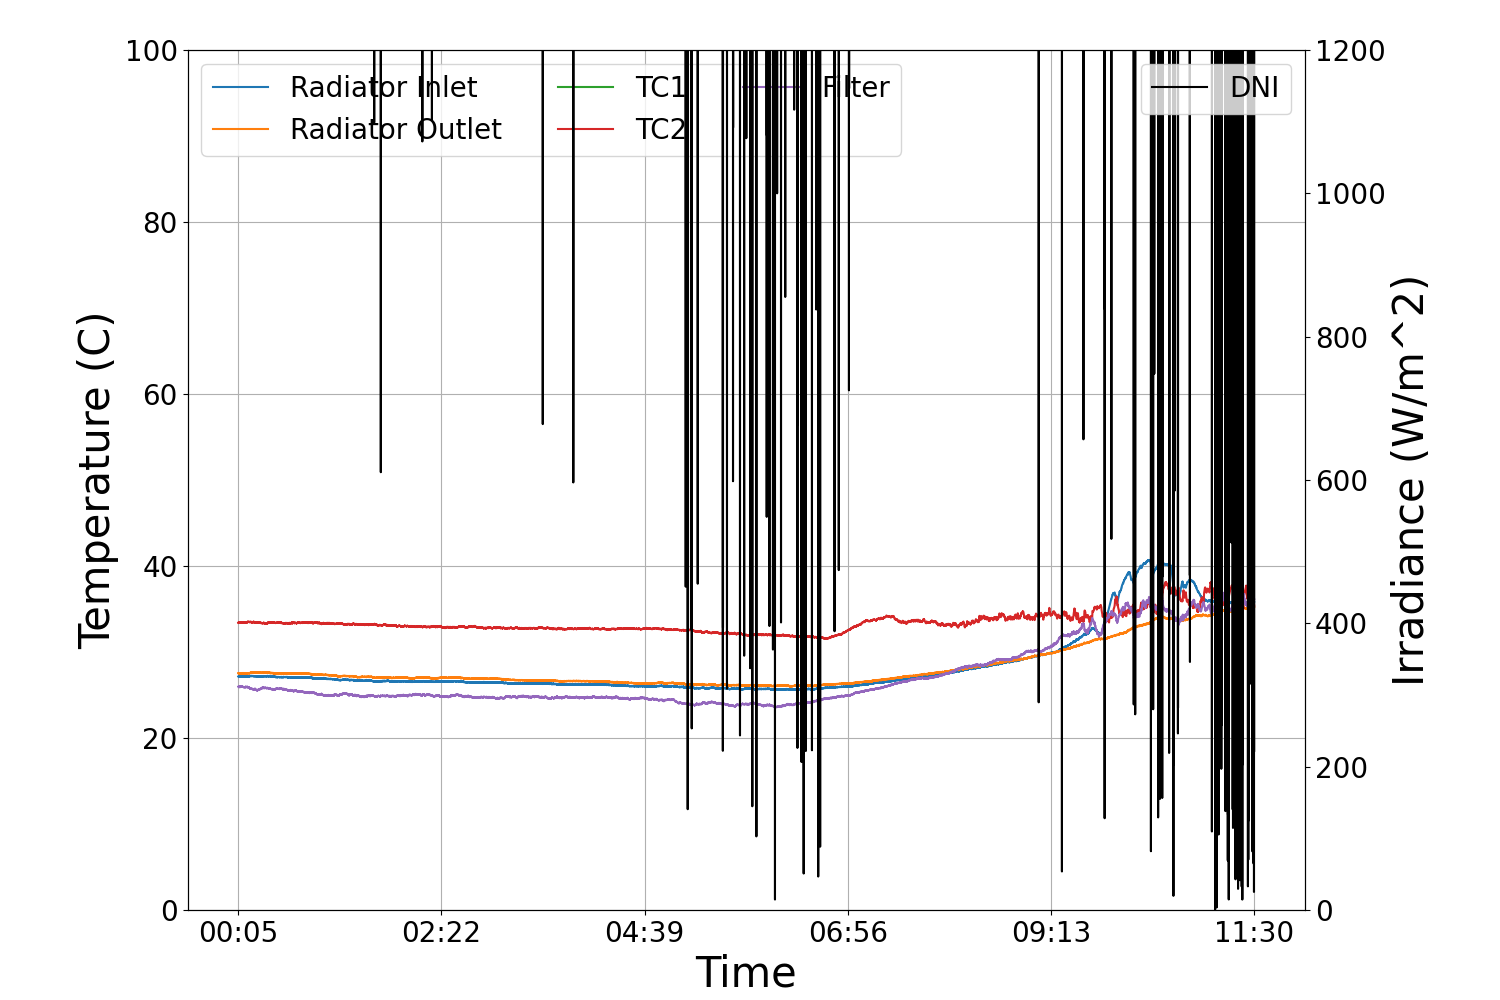 100
80
60
40
20
0
Temperature (C)
Radiator Inlet
Radiator Outlet
TC1
TC2
Filter
DNI
1200
1000
800
600
400
200
0
Irradiance (W/m^2)
00:05 02:22 04:39 06:56 09:13 11:30
Time